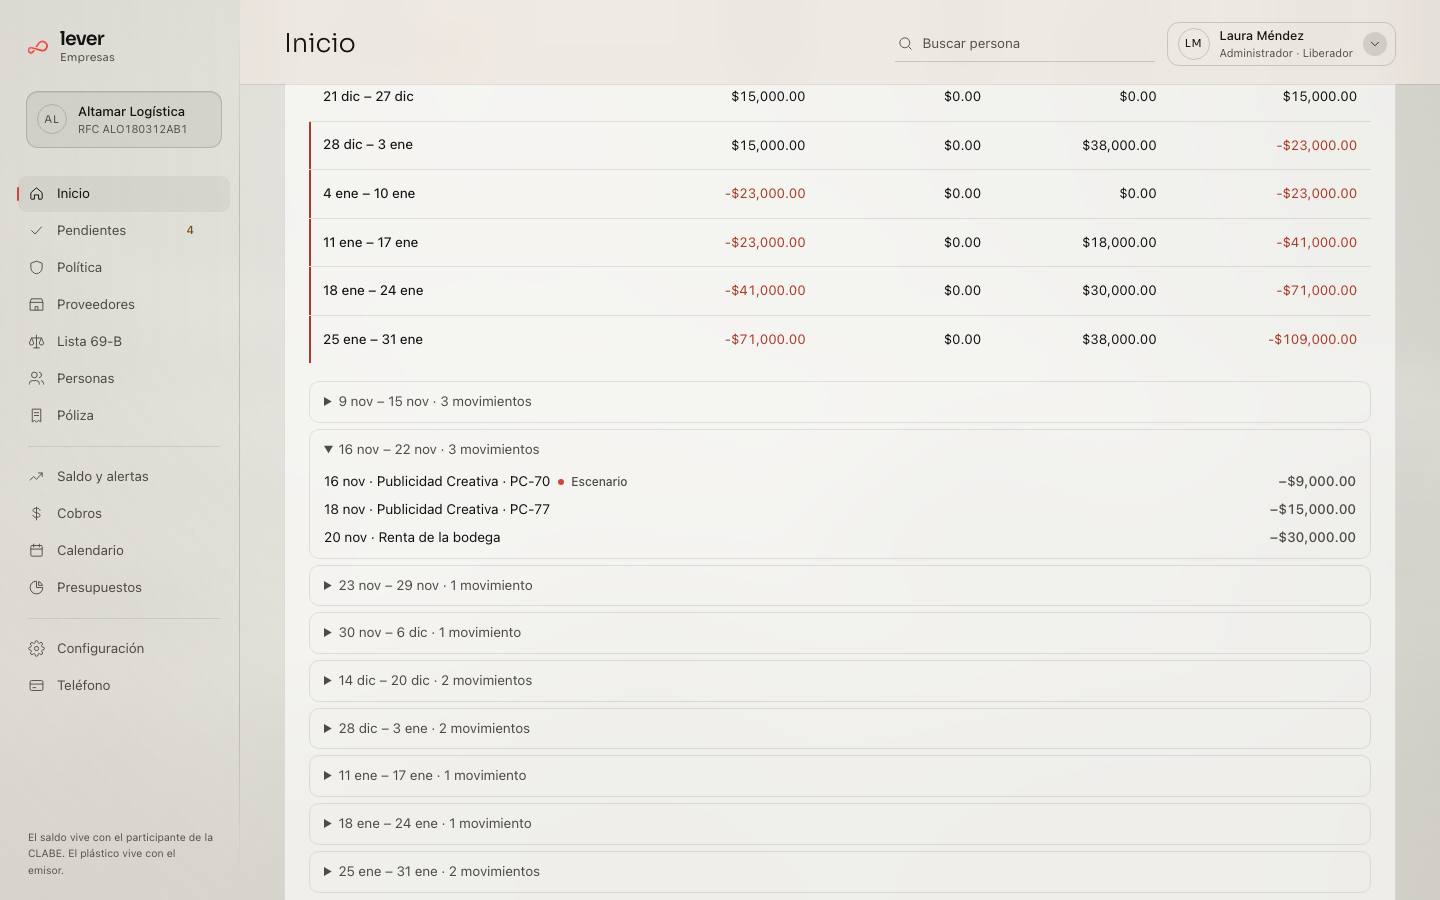 lever
Empresas
AL
Altamar Logística
RFC ALO180312AB1
Inicio
Pendientes 4
Política
Proveedores
Lista 69-B
Personas
Póliza
Saldo y alertas
Cobros
Calendario
Presupuestos
Configuración
Teléfono
El saldo vive con el participante de la
CLABE. El plástico vive con el
emisor.
Inicio
Buscar persona
LM
Laura Méndez
Administrador · Liberador
21 dic – 27 dic $15,000.00 $0.00 $0.00 $15,000.00
28 dic – 3 ene $15,000.00 $0.00 $38,000.00 -$23,000.00
4 ene – 10 ene -$23,000.00 $0.00 $0.00 -$23,000.00
11 ene – 17 ene -$23,000.00 $0.00 $18,000.00 -$41,000.00
18 ene – 24 ene -$41,000.00 $0.00 $30,000.00 -$71,000.00
25 ene – 31 ene -$71,000.00 $0.00 $38,000.00 -$109,000.00
9 nov – 15 nov · 3 movimientos
16 nov – 22 nov · 3 movimientos
16 nov · Publicidad Creativa · PC-70 Escenario −$9,000.00
18 nov · Publicidad Creativa · PC-77 −$15,000.00
20 nov · Renta de la bodega −$30,000.00
23 nov – 29 nov · 1 movimiento
30 nov – 6 dic · 1 movimiento
14 dic – 20 dic · 2 movimientos
28 dic – 3 ene · 2 movimientos
11 ene – 17 ene · 1 movimiento
18 ene – 24 ene · 1 movimiento
25 ene – 31 ene · 2 movimientos